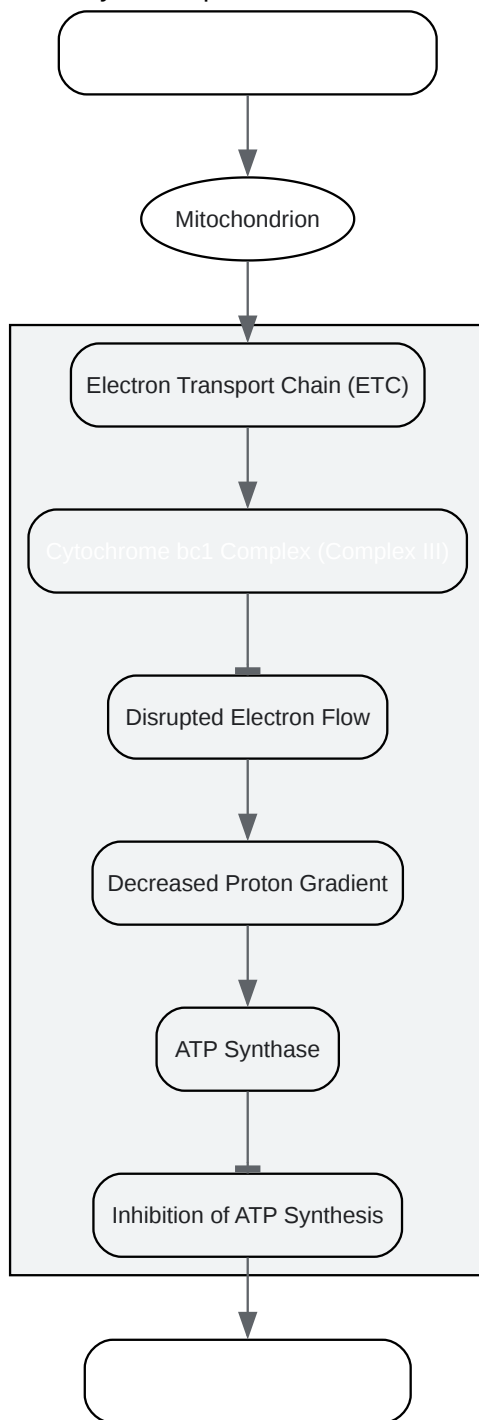 Mitochondrion
Electron Transport Chain (ETC)
Cytochrome bc1 Complex (Complex III)
Disrupted Electron Flow
Decreased Proton Gradient
ATP Synthase
Inhibition of ATP Synthesis